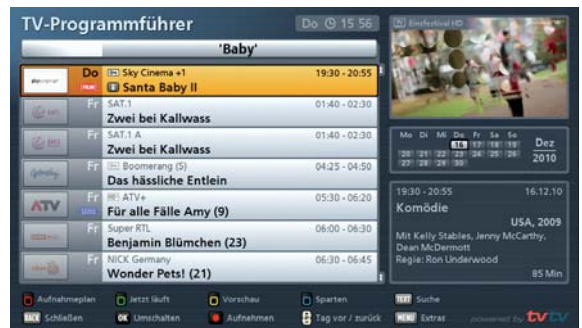 TV-Programmführer
Do 15 56
Einsfestival HD
'Baby'
Do Sky Cinema +1 19:30 - 20:55
Santa Baby II
Fr SAT.1 01:40 - 02:30
Zwei bei Kallwass
Fr SAT.1 A 01:40 - 02:30
Zwei bei Kallwass
Fr Boomerang (S) 04:25 - 04:50
Das hässliche Entlein
ATV Fr ATV+ 05:30 - 06:20
Für alle Fälle Amy (9)
Fr Super RTL 06:00 - 06:30
Benjamin Blümchen (23)
Fr NICK Germany 06:30 - 06:45
Wonder Pets! (21)
Mo Di Mi Do Fr Sa So
16 17 18 19
20 21 22 23 24 25 26
27 28 29 30
Dez
2010
19:30 - 20:55 16.12.10
Komödie
USA, 2009
Mit Kelly Stables, Jenny McCarthy,
Dean McDermott
Regie: Ron Underwood
85 Min
Aufnahmeplan Jetzt läuft Vorschau Sparten TEXT Suche
BACK Schließen OK Umschalten Aufnehmen Tag vor / zurück MENU Extras
powered by tvtv